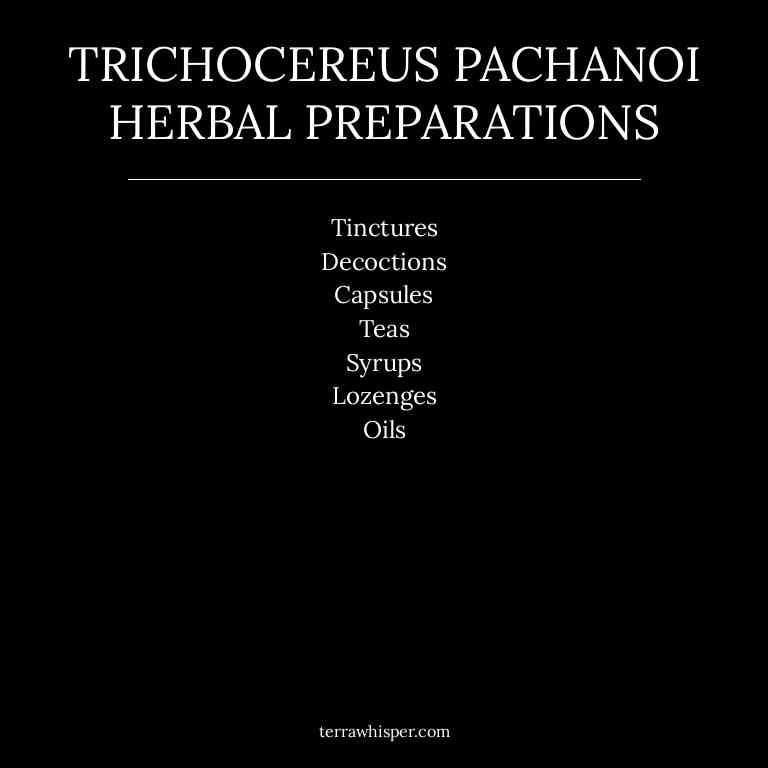 TRICHOCEREUS PACHANOI
HERBAL PREPARATIONS
Tinctures
Decoctions
Capsules
Teas
Syrups
Lozenges
Oils
terrawhisper.com